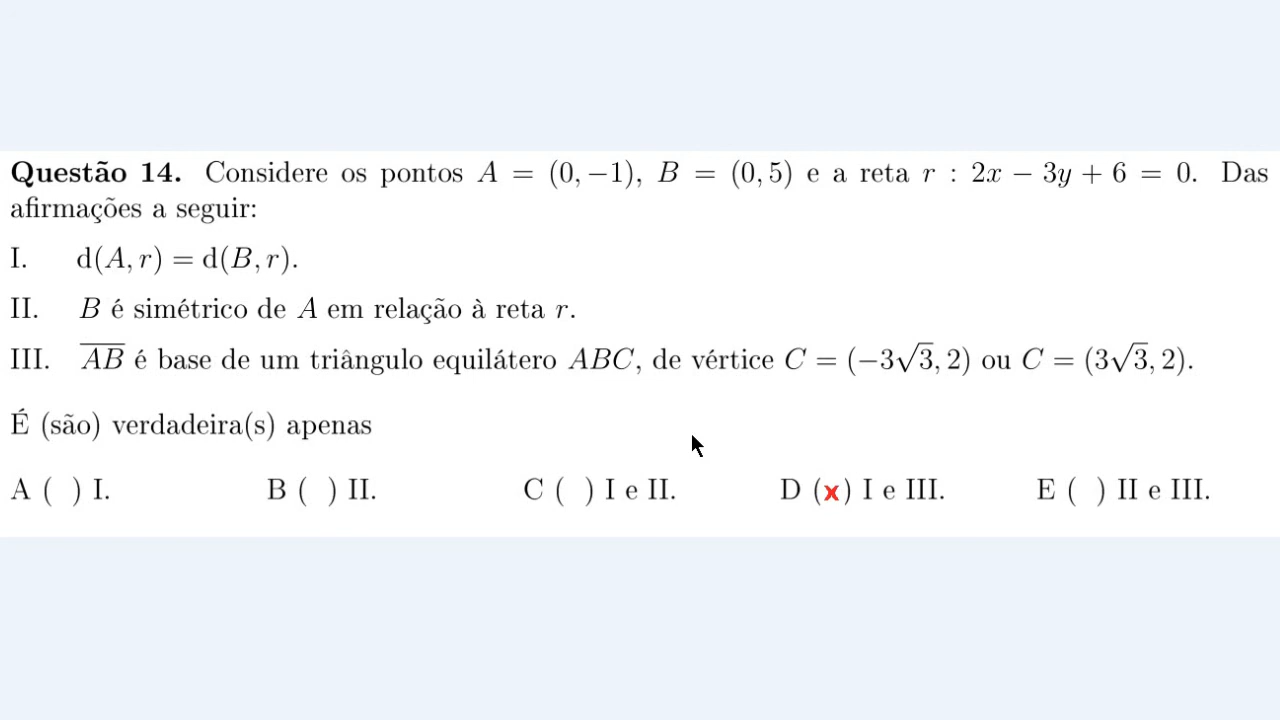 Questão 14. Considere os pontos A = (0, −1), B = (0, 5) e a reta r : 2x − 3y + 6 = 0. Das
afirmações a seguir:
I. d(A, r) = d(B, r).
II. B é simétrico de A em relação à reta r.
III. A̅B̅ é base de um triângulo equilátero ABC, de vértice C = (−3√3, 2) ou C = (3√3, 2).
É (são) verdadeira(s) apenas
A ( ) I. B ( ) II. C ( ) I e II. D (x) I e III. E ( ) II e III.